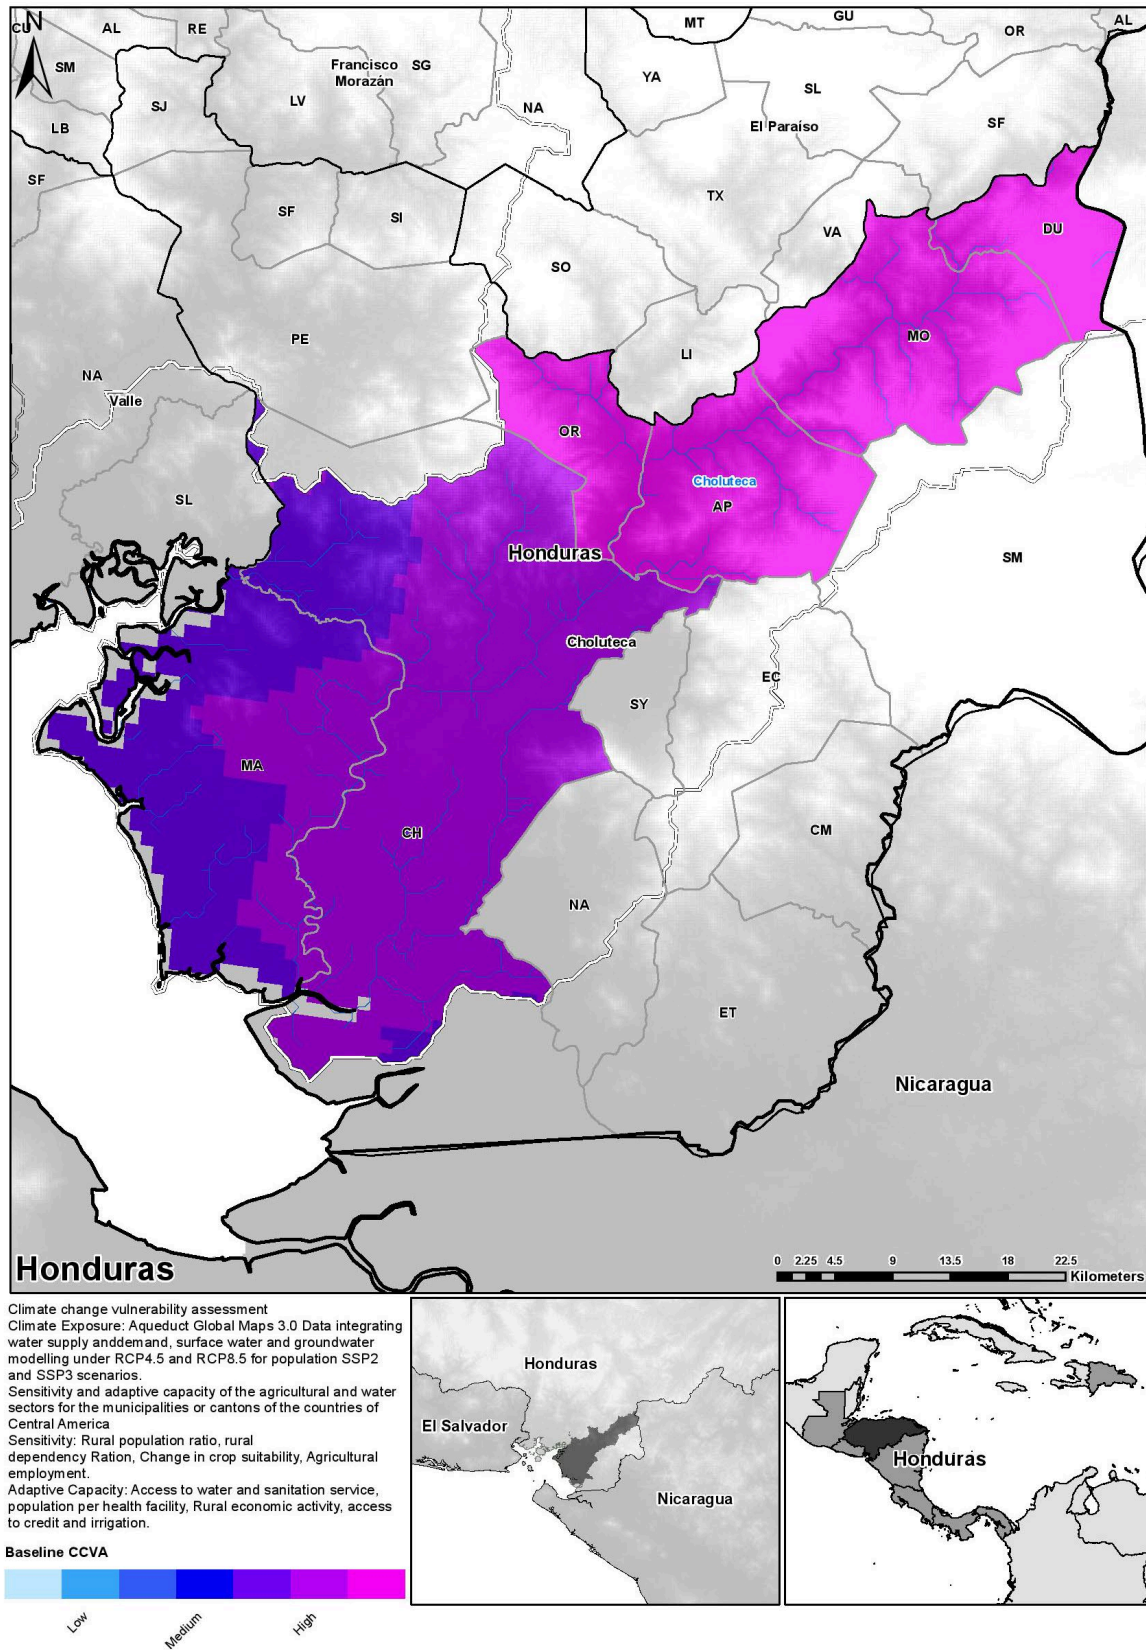 N
CU
AL
RE
MT
GU
OR
AL
SM
Francisco
Morazán
SG
YA
SJ
LV
NA
SL
LB
El Paraíso
SF
SF
SF
SI
TX
VA
DU
SO
PE
LI
MO
NA
Valle
OR
SL
Choluteca
AP
Honduras
SM
Choluteca
EC
SY
MA
CH
CM
NA
ET
Nicaragua
Honduras
0 2.25 4.5 9 13.5 18 22.5
Kilometers
Climate change vulnerability assessment
Climate Exposure: Aqueduct Global Maps 3.0 Data integrating
water supply anddemand, surface water and groundwater
modelling under RCP4.5 and RCP8.5 for population SSP2
and SSP3 scenarios.
Sensitivity and adaptive capacity of the agricultural and water
sectors for the municipalities or cantons of the countries of
Central America
Sensitivity: Rural population ratio, rural
dependency Ration, Change in crop suitability, Agricultural
employment.
Adaptive Capacity: Access to water and sanitation service,
population per health facility, Rural economic activity, access
to credit and irrigation.
Baseline CCVA
Low
Medium
High
Honduras
El Salvador
Nicaragua
Honduras